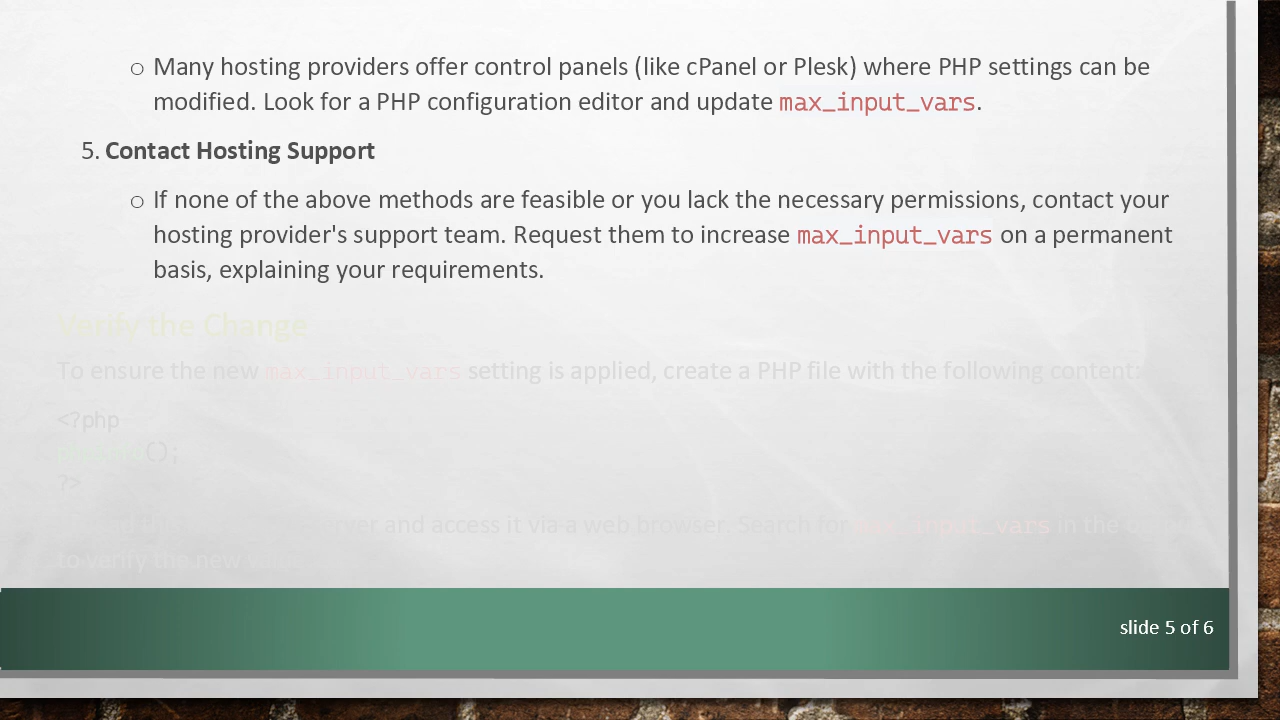 ○ Many hosting providers offer control panels (like cPanel or Plesk) where PHP settings can be
modified. Look for a PHP configuration editor and update max_input_vars.
5. Contact Hosting Support
○ If none of the above methods are feasible or you lack the necessary permissions, contact your
hosting provider's support team. Request them to increase max_input_vars on a permanent
basis, explaining your requirements.
Verify the Change
To ensure the new max_input_vars setting is applied, create a PHP file with the following content:
<?php
();
?>
and access it via a web browser. Search for max_input_vars in the
to verify the new
slide 5 of 6